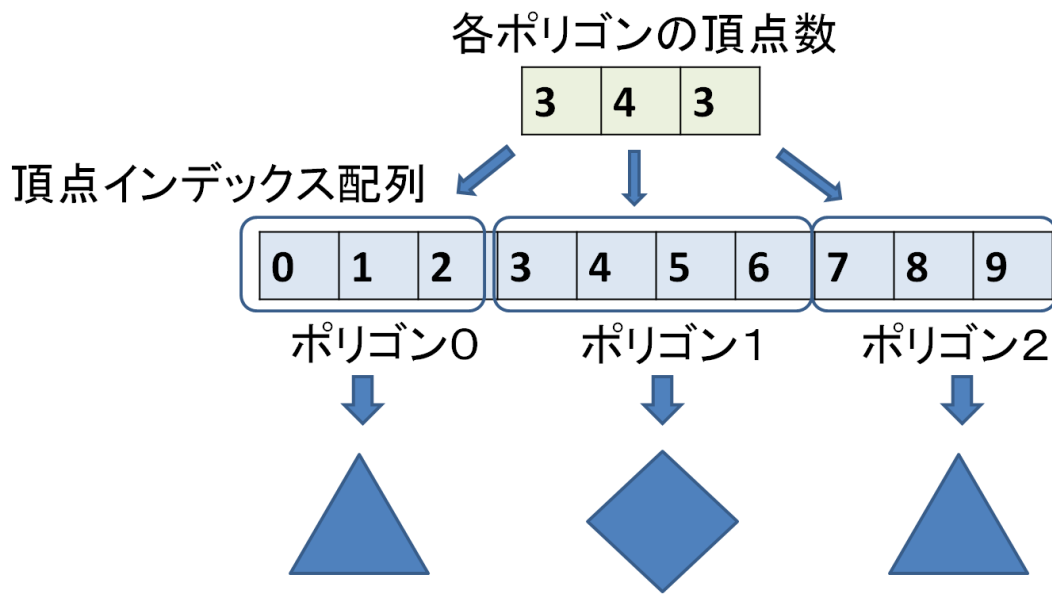 各ポリゴンの頂点数
3 4 3
頂点インデックス配列
0 1 2 3 4 5 6 7 8 9
ポリゴン０ ポリゴン１ ポリゴン２